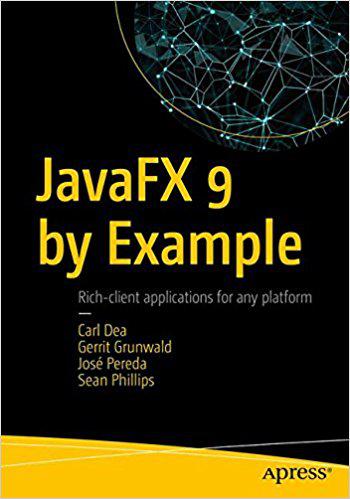 JavaFX 9
by Example
Rich-client applications for any platform
—
Carl Dea
Gerrit Grunwald
José Pereda
Sean Phillips
Apress®